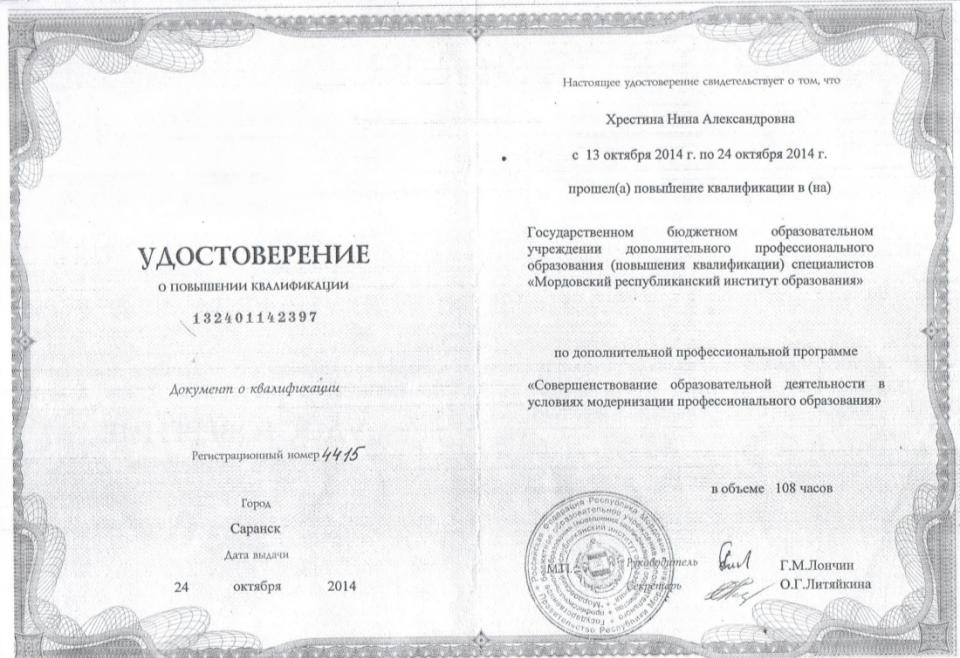 УДОСТОВЕРЕНИЕ
О ПОВЫШЕНИИ КВАЛИФИКАЦИИ
132401142397
Документ о квалификации
Регистрационный номер 4415
Город
Саранск
Дата выдачи
24 октября 2014
Настоящее удостоверение свидетельствует о том, что
Хрестина Нина Александровна
с 13 октября 2014 г. по 24 октября 2014 г.
прошел(а) повышение квалификации в (на)
Государственном бюджетном образовательном
учреждении дополнительного профессионального
образования (повышения квалификации) специалистов
«Мордовский республиканский институт образования»
по дополнительной профессиональной программе
«Совершенствование образовательной деятельности в
условиях модернизации профессионального образования»
в объеме 108 часов
М.П.
Руководитель Г.М.Лончин
Секретарь О.Г.Литяйкина